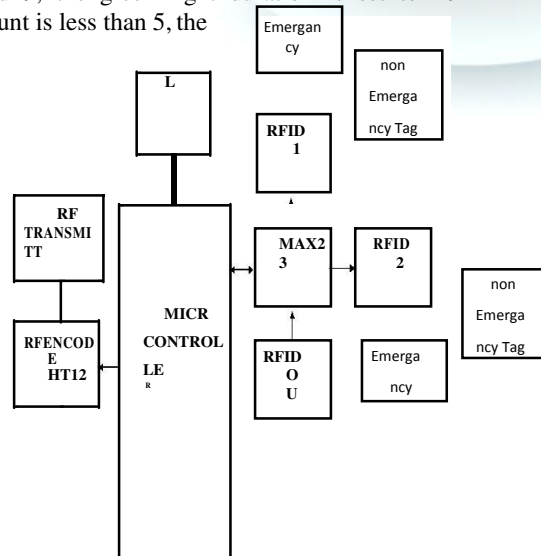 unt is less than 5, the
Emergan
cy
non
Emerga
ncy Tag
L
RFID
1
RF
TRANSMI
TT
MAX2
3
RFID
2
MICR
CONTROL
LE
R
RFENCOD
E
HT12
RFID
O
U
Emerga
ncy
non
Emerga
ncy Tag